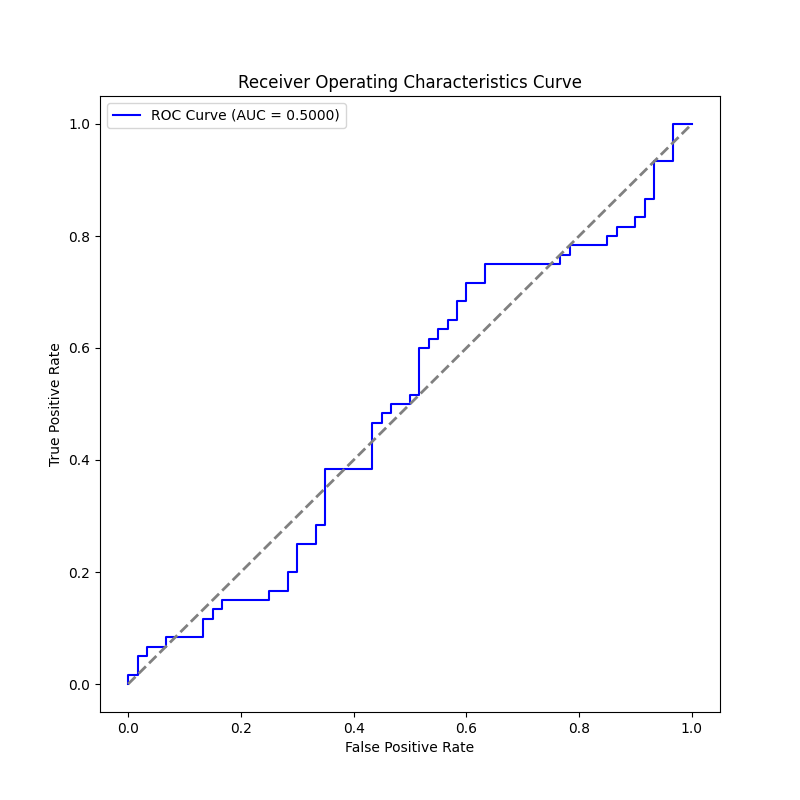 Receiver Operating Characteristics Curve
ROC Curve (AUC = 0.5000)
1.0
0.8
0.6
0.4
0.2
0.0
True Positive Rate
0.0 0.2 0.4 0.6 0.8 1.0
False Positive Rate